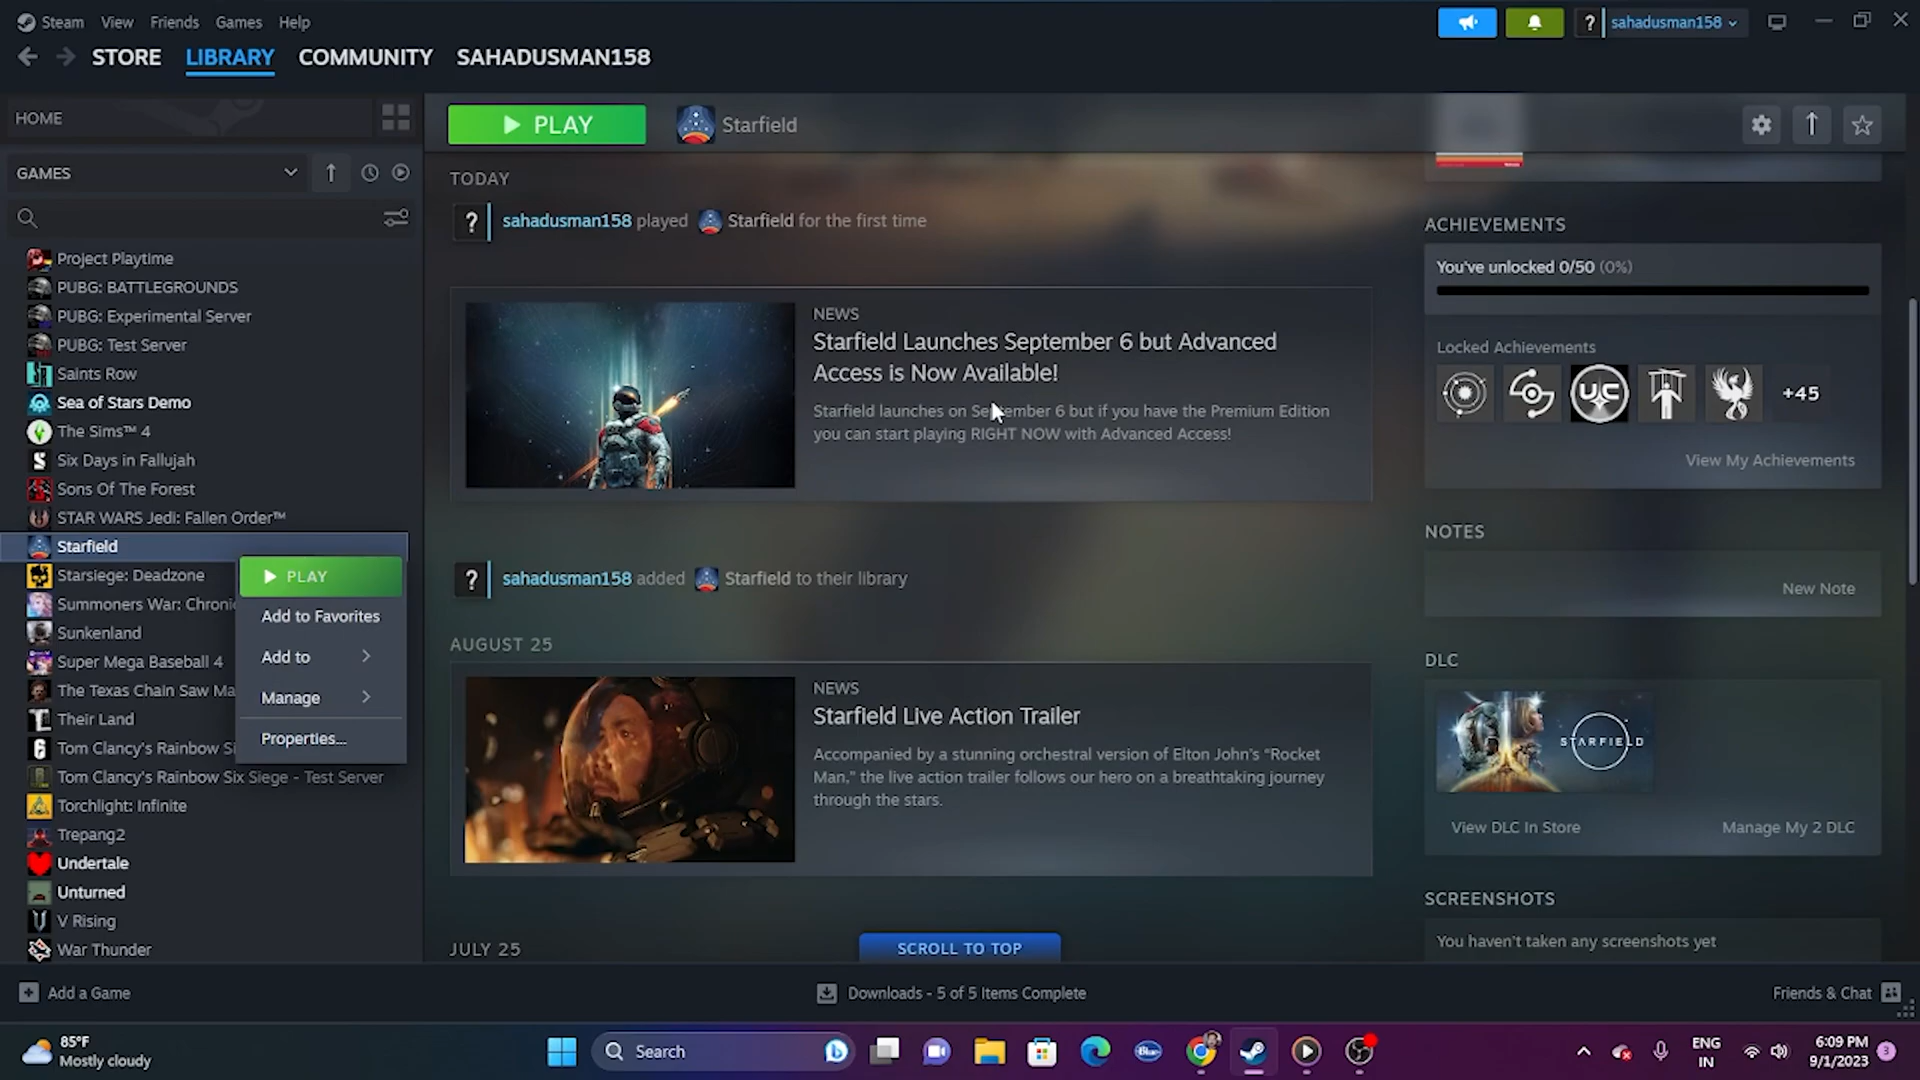 Steam View Friends Games Help
sahadusman158
STORE LIBRARY COMMUNITY SAHADUSMAN158
HOME
GAMES
Project Playtime
PUBG: BATTLEGROUNDS
PUBG: Experimental Server
PUBG: Test Server
Saints Row
Sea of Stars Demo
The Sims™ 4
Six Days in Fallujah
Sons Of The Forest
STAR WARS Jedi: Fallen Order™
Starfield
Starsiege: Deadzone
Summoners War: Chronic
Sunkenland
Super Mega Baseball 4
The Texas Chain Saw Ma
Their Land
Tom Clancy's Rainbow Si
Tom Clancy's Rainbow Six Siege - Test Server
Torchlight: Infinite
Trepang2
Undertale
Unturned
V Rising
War Thunder
PLAY
Add to Favorites
Add to
Manage
Properties...
PLAY Starfield
TODAY
sahadusman158 played Starfield for the first time
NEWS
Starfield Launches September 6 but Advanced
Access is Now Available!
Starfield launches on September 6 but if you have the Premium Edition
you can start playing RIGHT NOW with Advanced Access!
sahadusman158 added Starfield to their library
AUGUST 25
NEWS
Starfield Live Action Trailer
Accompanied by a stunning orchestral version of Elton John's “Rocket
Man,” the live action trailer follows our hero on a breathtaking journey
through the stars.
JULY 25
SCROLL TO TOP
ACHIEVEMENTS
You've unlocked 0/50 (0%)
Locked Achievements
UC
+45
View My Achievements
NOTES
New Note
DLC
STARFIELD
View DLC In Store Manage My 2 DLC
SCREENSHOTS
You haven't taken any screenshots yet
Add a Game
Downloads - 5 of 5 Items Complete
Friends & Chat
85°F
Mostly cloudy
Search
ENG
IN
6:09 PM
9/1/2023
3